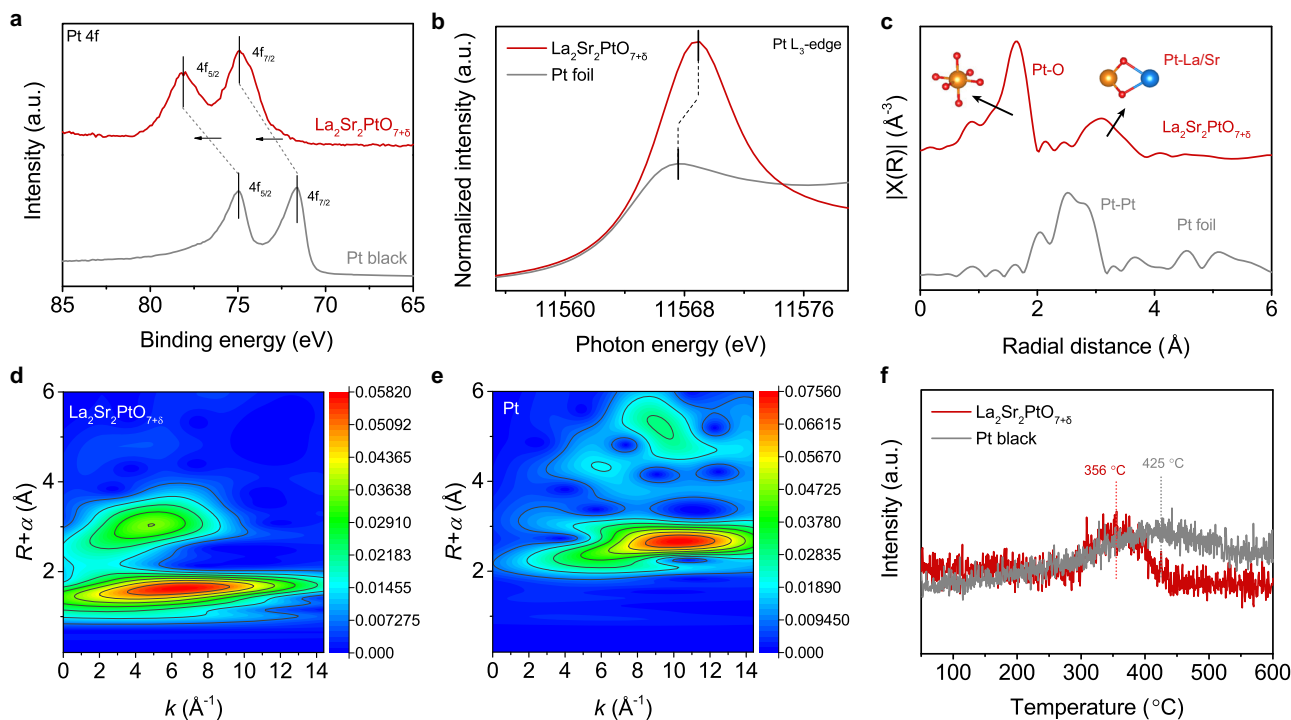 a
Pt 4f
4f5/2
4f7/2
La2Sr2PtO7+δ
4f5/2
4f7/2
Pt black
Intensity (a.u.)
85 80 75 70 65
Binding energy (eV)
b
La2Sr2PtO7+δ
Pt foil
Pt L3-edge
Normalized intensity (a.u.)
11560 11568 11576
Photon energy (eV)
c
Pt-O
Pt-La/Sr
La2Sr2PtO7+δ
Pt-Pt
Pt foil
|X(R)| (Å-3)
0 2 4 6
Radial distance (Å)
d
La2Sr2PtO7+δ
R+α (Å)
6
4
2
0 2 4 6 8 10 12 14
k (Å-1)
0.05820
0.05092
0.04365
0.03637
0.02910
0.02183
0.01455
0.007275
0.000
e
Pt
R+α (Å)
6
4
2
0 2 4 6 8 10 12 14
k (Å-1)
0.07560
0.06615
0.05670
0.04725
0.03780
0.02835
0.01890
0.009450
0.000
f
La2Sr2PtO7+δ
Pt black
356 °C
425 °C
Intensity (a.u.)
100 200 300 400 500 600
Temperature (°C)